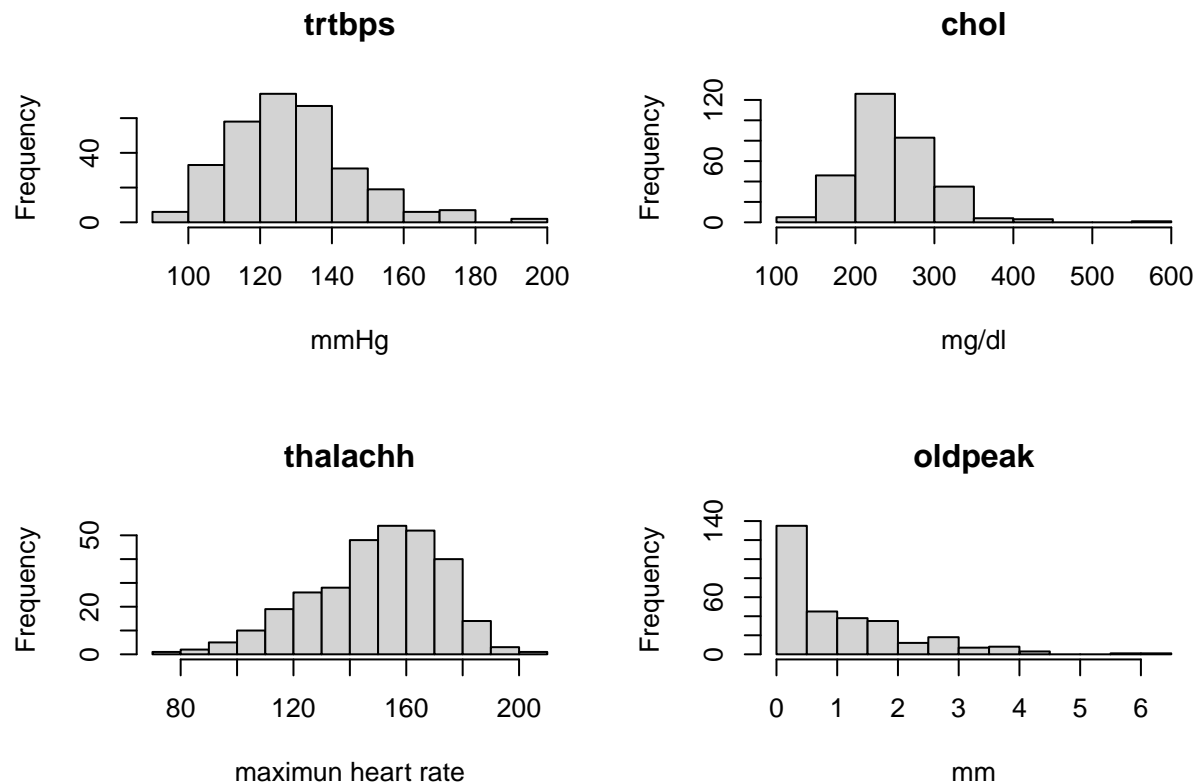 trtbps
Frequency
0
40
100 120 140 160 180 200
mmHg
chol
Frequency
0
60
120
100 200 300 400 500 600
mg/dl
thalachh
Frequency
0
20
50
80 120 160 200
maximun heart rate
oldpeak
Frequency
0
60
140
0 1 2 3 4 5 6
mm